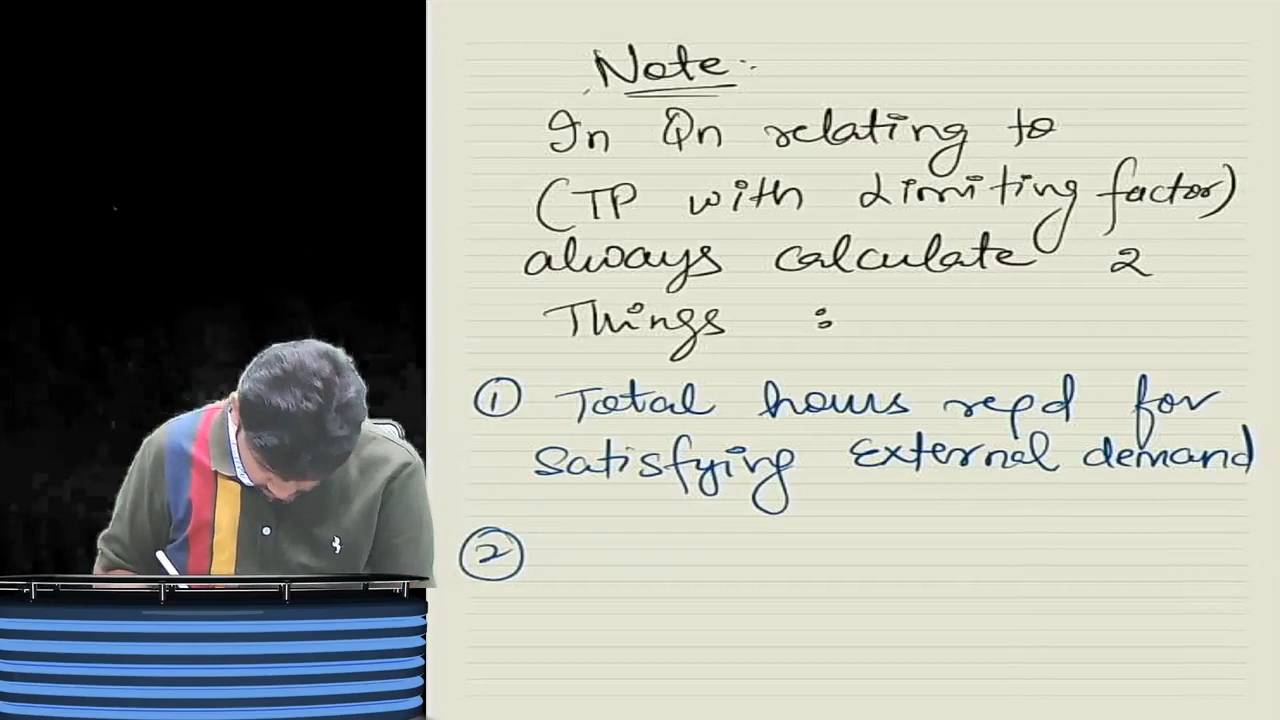 Note:
In Qn relating to
(TP with Limiting factor)
always calculate 2
Things :
① Total hours reqd for
satisfying External demand
②